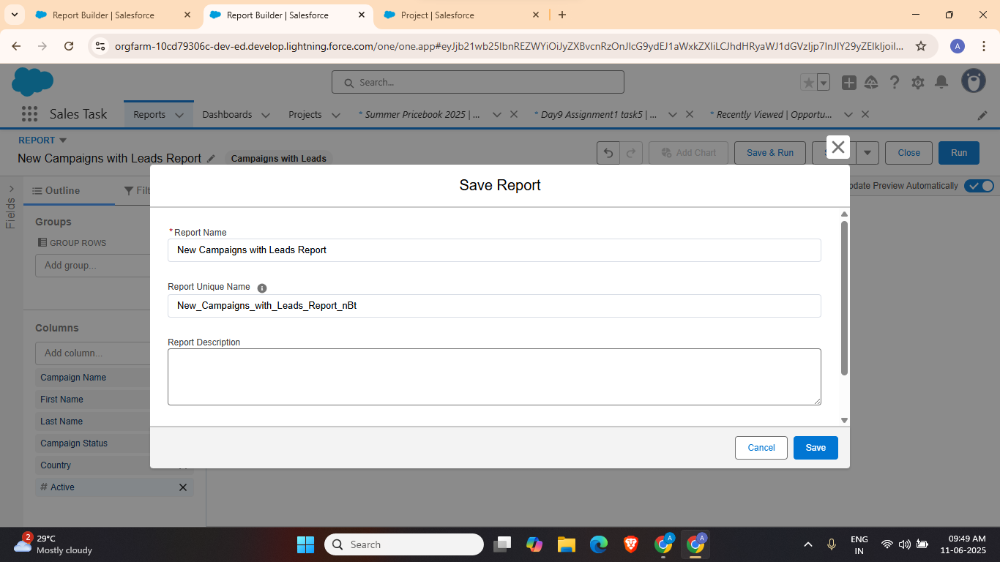 Report Builder | Salesforce
Report Builder | Salesforce
Project | Salesforce
orgfarm-10cd79306c-dev-ed.develop.lightning.force.com/one/one.app#eyJjb21wb25lbnREZWYiOiJyZXBvcnRzOnJlcG9ydEJ1aWxkZXIiLCJhdHRyaWJ1dGVzIjp7InJlY29yZElkIjoiI...
A
Search...
Sales Task
Reports
Dashboards
Projects
* Summer Pricebook 2025 | ...
* Day9 Assignment1 task5 | ...
* Recently Viewed | Opportu...
REPORT
New Campaigns with Leads Report
Campaigns with Leads
Add Chart
Save & Run
Close
Run
Fields
Outline
pdate Preview Automatically
Groups
GROUP ROWS
Add group...
Columns
Add column...
Campaign Name
First Name
Last Name
Campaign Status
Country
# Active
Save Report
* Report Name
New Campaigns with Leads Report
Report Unique Name
New_Campaigns_with_Leads_Report_nBt
Report Description
Cancel
Save
2
29°C
Mostly cloudy
Search
A
A
ENG
IN
09:49 AM
11-06-2025